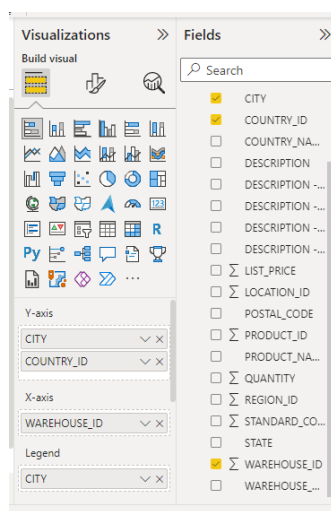 Visualizations »
Build visual
123
R
Py
...
Y-axis
CITY
COUNTRY_ID
X-axis
WAREHOUSE_ID
Legend
CITY
Fields »
Search
CITY
COUNTRY_ID
COUNTRY_NA...
DESCRIPTION
DESCRIPTION -...
DESCRIPTION -...
DESCRIPTION -...
DESCRIPTION -...
∑ LIST_PRICE
∑ LOCATION_ID
POSTAL_CODE
∑ PRODUCT_ID
PRODUCT_NA...
∑ QUANTITY
∑ REGION_ID
∑ STANDARD_CO...
STATE
∑ WAREHOUSE_ID
WAREHOUSE_...